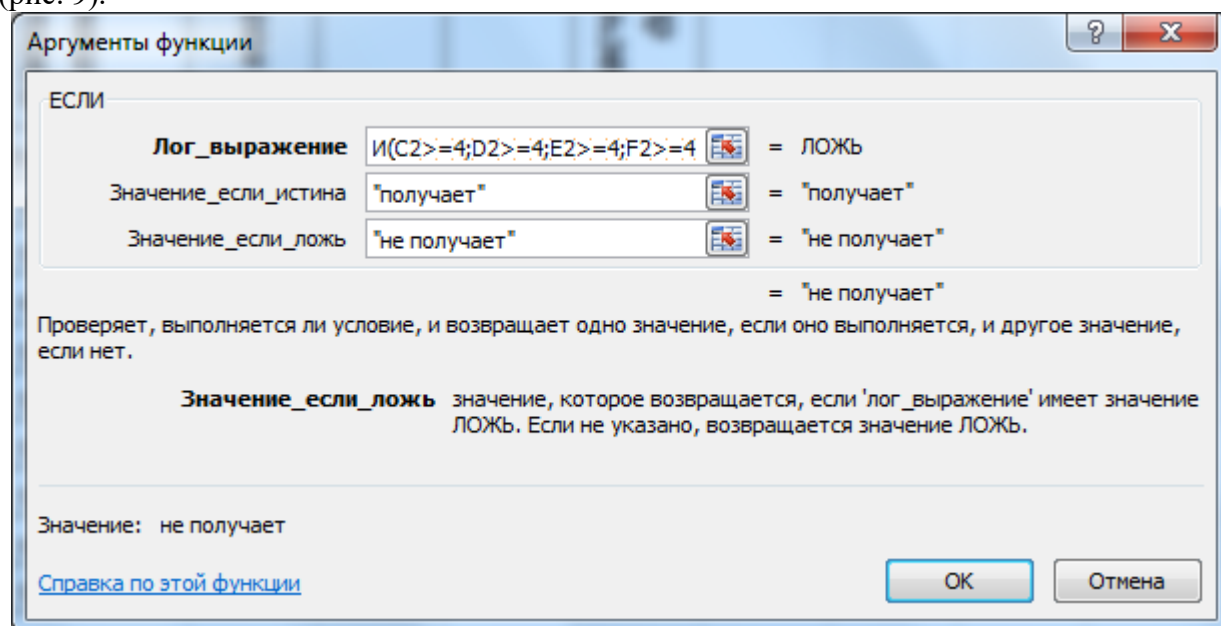 (рис. 9).
Аргументы функции
ЕСЛИ
Лог_выражение И(C2>=4;D2>=4;E2>=4;F2>=4 = ЛОЖЬ
Значение_если_истина "получает" = "получает"
Значение_если_ложь "не получает" = "не получает"
= "не получает"
Проверяет, выполняется ли условие, и возвращает одно значение, если оно выполняется, и другое значение,
если нет.
Значение_если_ложь значение, которое возвращается, если 'лог_выражение' имеет значение
ЛОЖЬ. Если не указано, возвращается значение ЛОЖЬ.
Значение: не получает
Справка по этой функции
ОК
Отмена